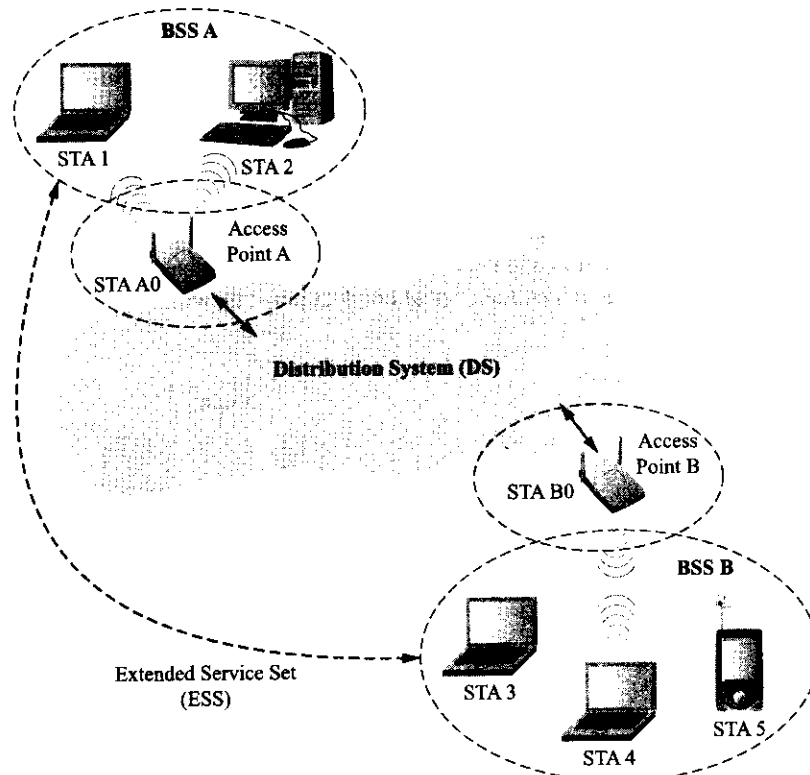 BSS A
STA 1
STA 2
Access
Point A
STA A0
Distribution System (DS)
Access
Point B
STA B0
BSS B
STA 3
STA 4
STA 5
Extended Service Set
(ESS)